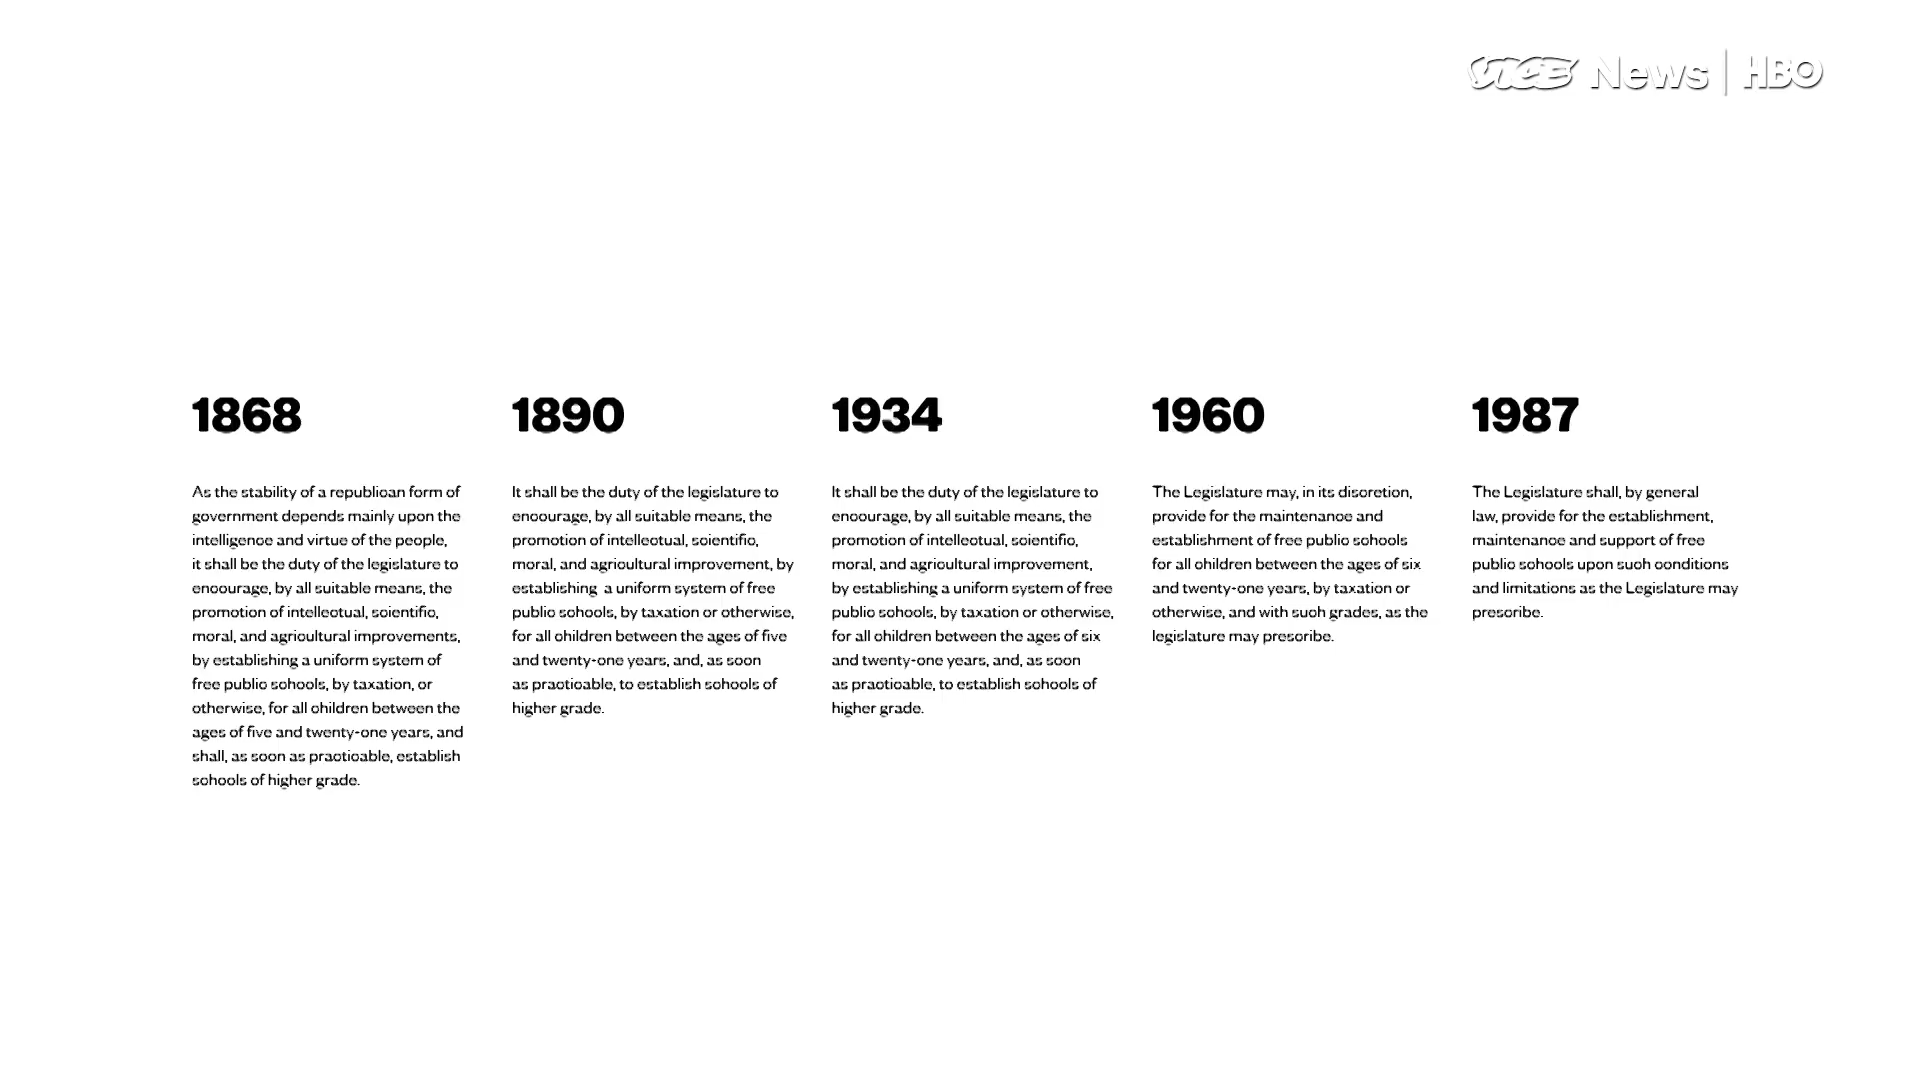 VICE News | HBO
1868
As the stability of a republican form of
government depends mainly upon the
intelligence and virtue of the people,
it shall be the duty of the legislature to
encourage, by all suitable means, the
promotion of intellectual, scientific,
moral, and agricultural improvements,
by establishing a uniform system of
free public schools, by taxation, or
otherwise, for all children between the
ages of five and twenty-one years, and
shall, as soon as practicable, establish
schools of higher grade.
1890
It shall be the duty of the legislature to
encourage, by all suitable means, the
promotion of intellectual, scientific,
moral, and agricultural improvement, by
establishing a uniform system of free
public schools, by taxation or otherwise,
for all children between the ages of five
and twenty-one years, and, as soon
as practicable, to establish schools of
higher grade.
1934
It shall be the duty of the legislature to
encourage, by all suitable means, the
promotion of intellectual, scientific,
moral, and agricultural improvement,
by establishing a uniform system of free
public schools, by taxation or otherwise,
for all children between the ages of six
and twenty-one years, and, as soon
as practicable, to establish schools of
higher grade.
1960
The Legislature may, in its discretion,
provide for the maintenance and
establishment of free public schools
for all children between the ages of six
and twenty-one years, by taxation or
otherwise, and with such grades, as the
legislature may prescribe.
1987
The Legislature shall, by general
law, provide for the establishment,
maintenance and support of free
public schools upon such conditions
and limitations as the Legislature may
prescribe.